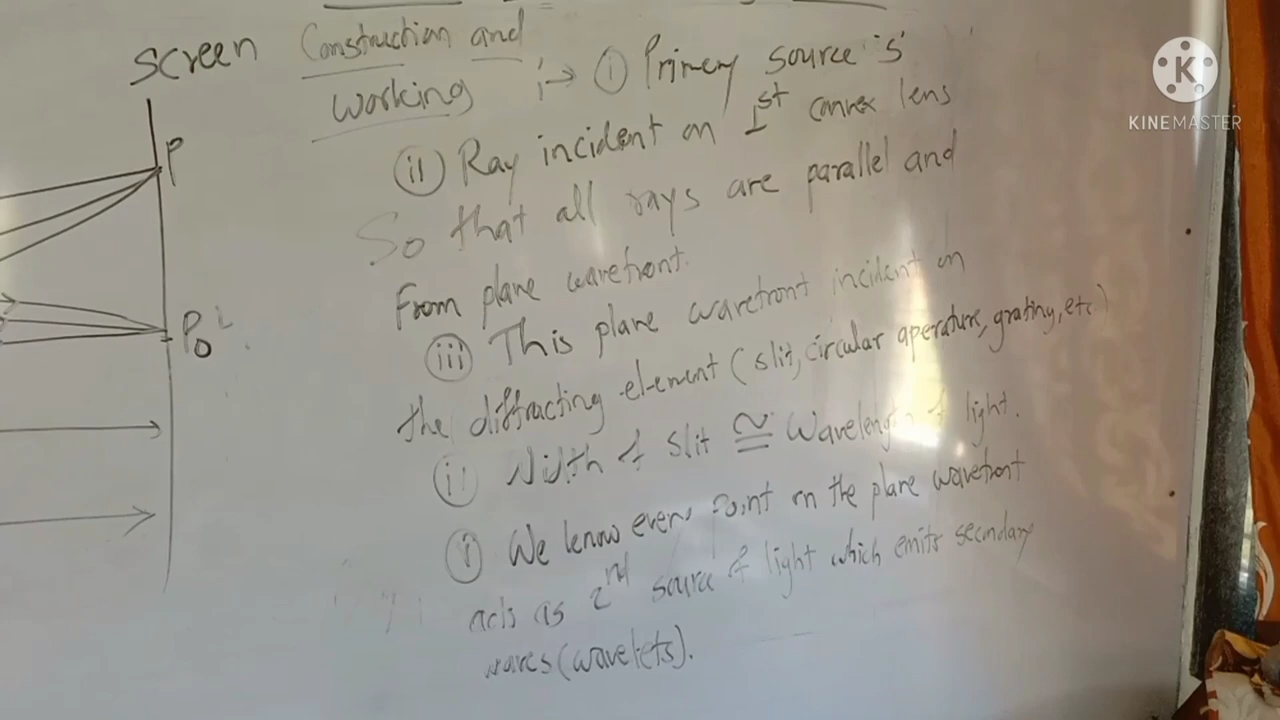 Screen
P
P₀
Construction and
working :→ (i) Primary source 'S'
(ii) Ray incident on 1st convex lens
So that all rays are parallel and
From plane wavefront.
(iii) This plane wavefront incident on
the diffracting element (slit, circular aperature, grating, etc.)
(i) Width of slit ≅ Wavelength of light.
(i) We know every Point on the plane wavefront
acts as 2nd source of light which emits secondary
waves (wavelets).
K
KINEMASTER